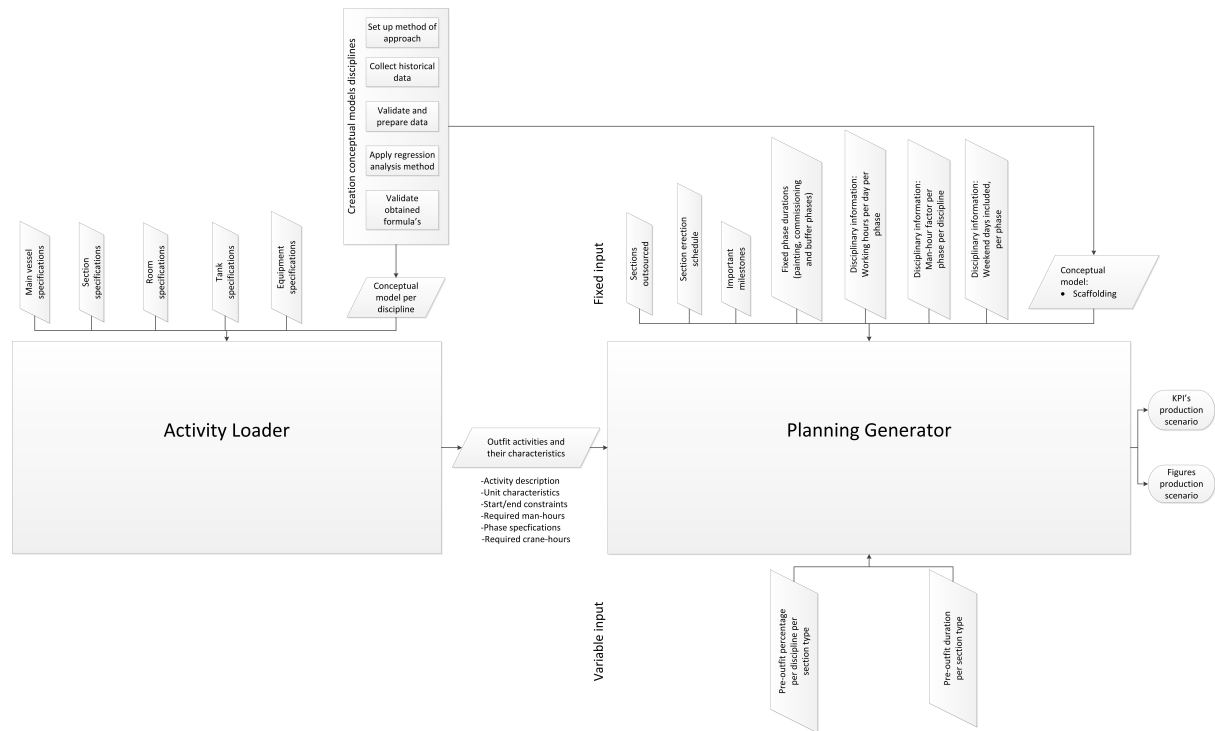 Creation conceptual models disciplines
Set up method of
approach
Collect historical
data
Validate and
prepare data
Apply regression
analysis method
Validate
obtained
formula's
Main vessel
specifications
Section
specifications
Room
specifications
Tank
specifications
Equipment
specifications
Conceptual
model per
discipline
Fixed input
Sections
outsourced
Section erection
schedule
Important
milestones
Fixed phase durations
(painting, commissioning
and buffer phases)
Disciplinary information:
Working hours per day per
phase
Disciplinary information:
Man-hour factor per
phase per discipline
Disciplinary information:
Weekend days included,
per phase
Conceptual
model:
• Scaffolding
Activity Loader
Outfit activities and
their characteristics
-Activity description
-Unit characteristics
-Start/end constraints
-Required man-hours
-Phase specfications
-Required crane-hours
Planning Generator
KPI's
production
scenario
Figures
production
scenario
Variable input
Pre-outfit percentage
per discipline per
section type
Pre-outfit duration
per section type